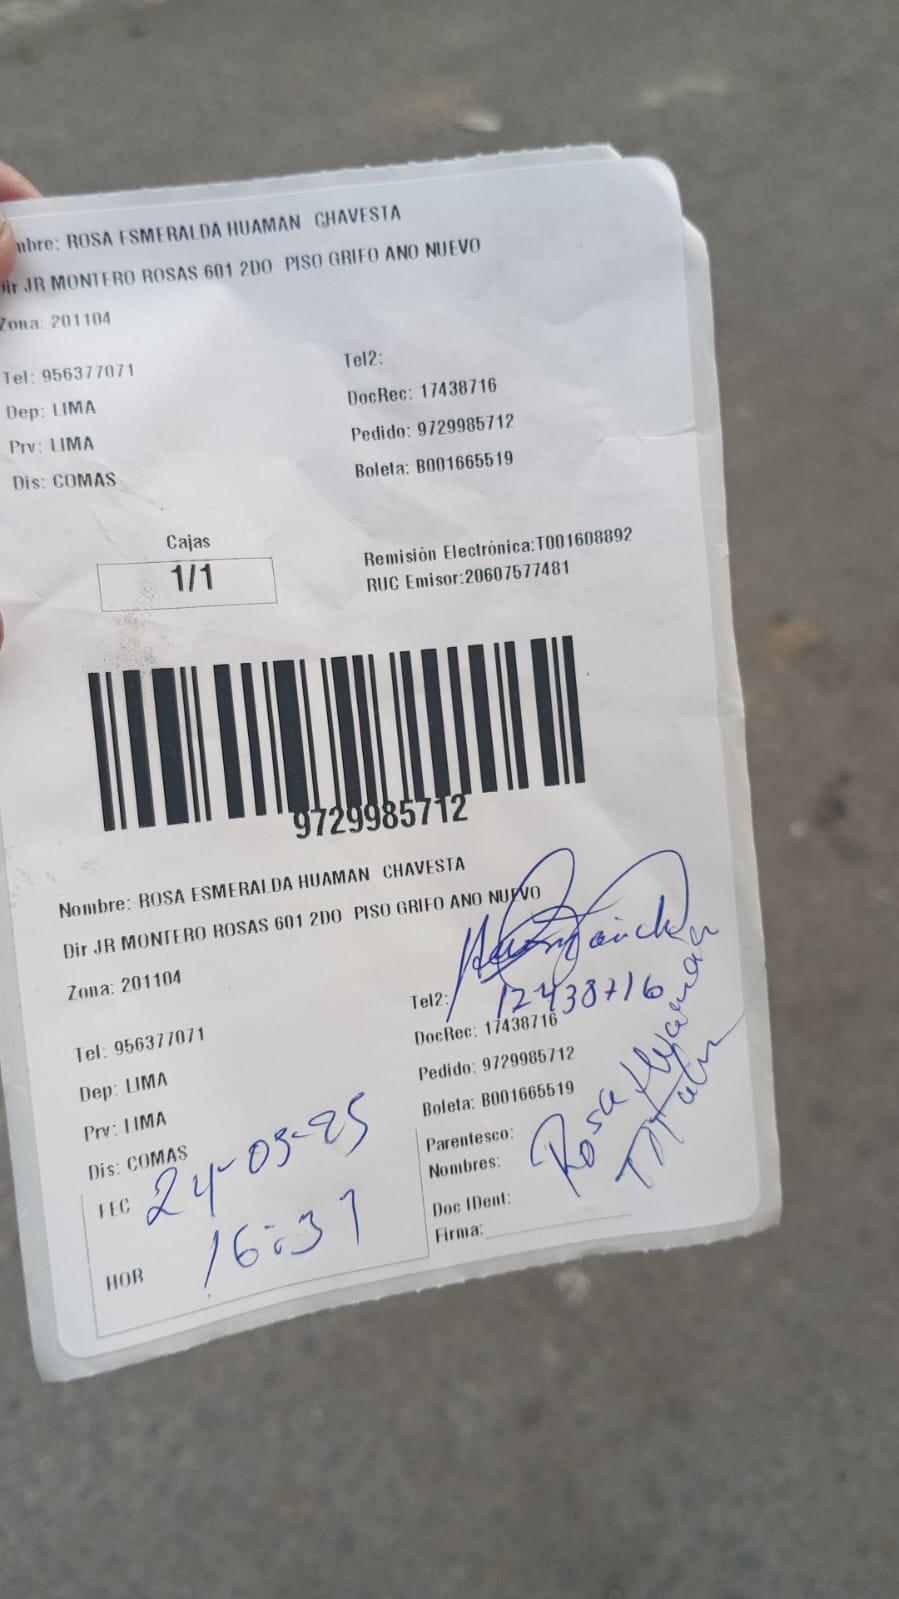 mbre: ROSA ESMERALDA HUAMAN CHAVESTA
Dir JR MONTERO ROSAS 601 2DO PISO GRIFO ANO NUEVO
Zona: 201104
Tel: 956377071
Tel2:
Dep: LIMA
DocRec: 17438716
Prv: LIMA
Pedido: 9729985712
Dis: COMAS
Boleta: B001665519
Cajas
1/1
Remisión Electrónica:T001608892
RUC Emisor:20607577481
9729985712
Nombre: ROSA ESMERALDA HUAMAN CHAVESTA
Dir JR MONTERO ROSAS 601 2DO PISO GRIFO ANO NUEVO
Zona: 201104
Tel2:
17438716
Tel: 956377071
DocRec: 17438716
Dep: LIMA
Pedido: 9729985712
Prv: LIMA
Boleta: B001665519
Dis: COMAS
Parentesco:
Nombres:
Rosa Huaman
Titular
FEC 24-03-25
Doc IDent:
Firma:
HOR 16:37